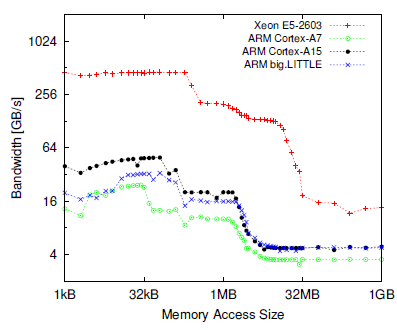 Xeon E5-2603
ARM Cortex-A7
ARM Cortex-A15
ARM big.LITTLE
Bandwidth [GB/s]
1024
256
64
16
4
1kB
32kB
1MB
32MB
1GB
Memory Access Size